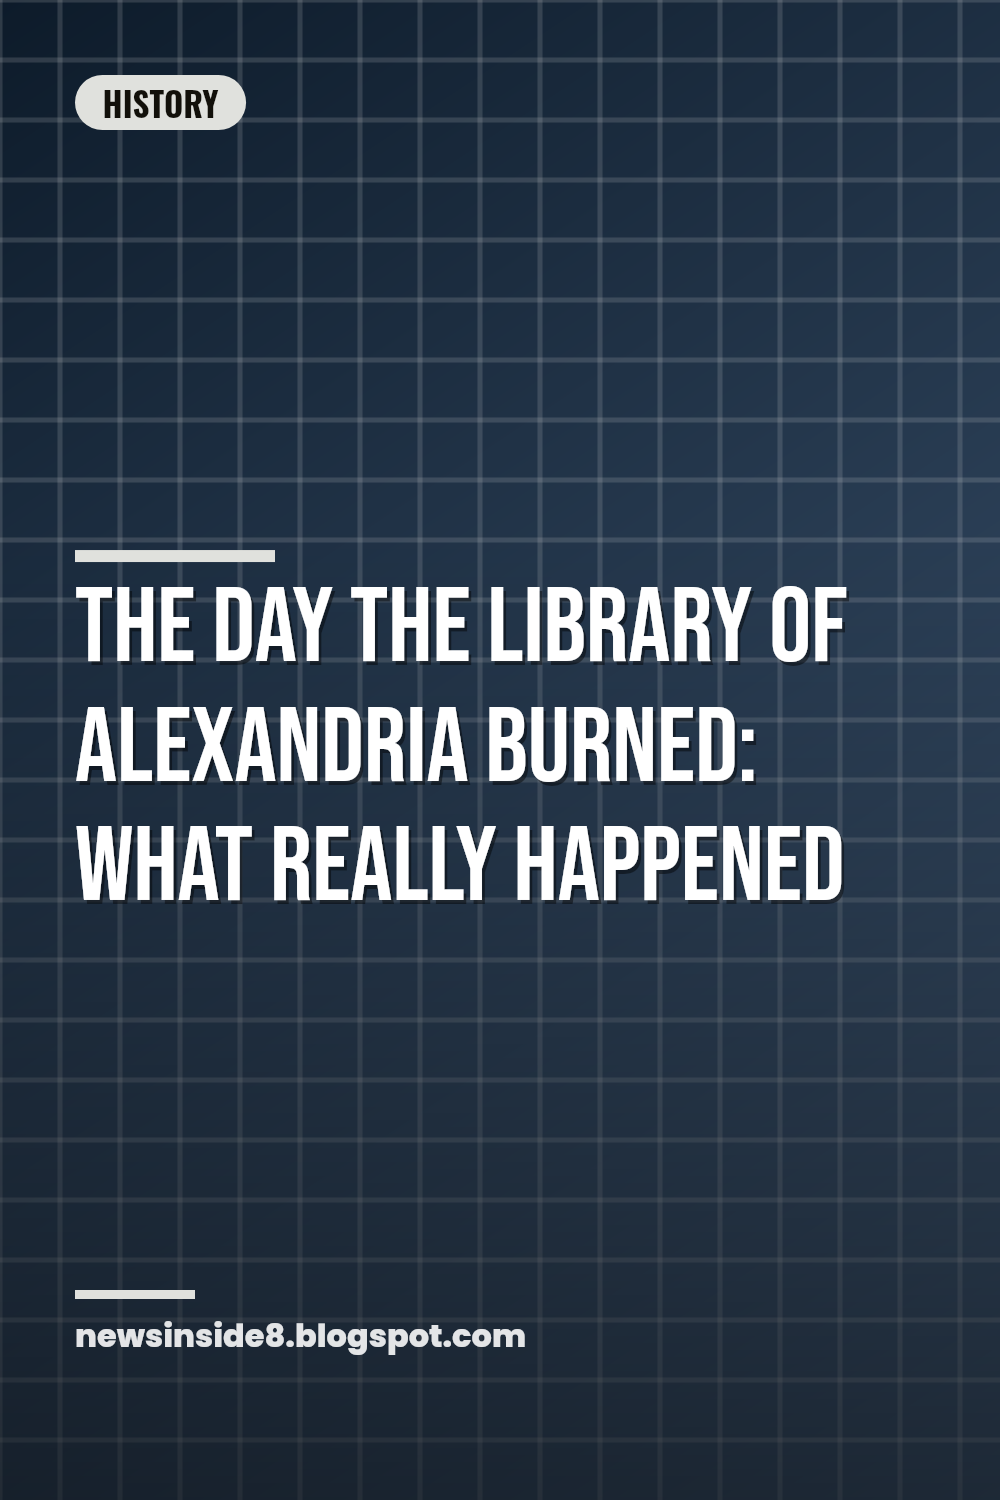 HISTORY
THE DAY THE LIBRARY OF
ALEXANDRIA BURNED:
WHAT REALLY HAPPENED
newsinside8.blogspot.com